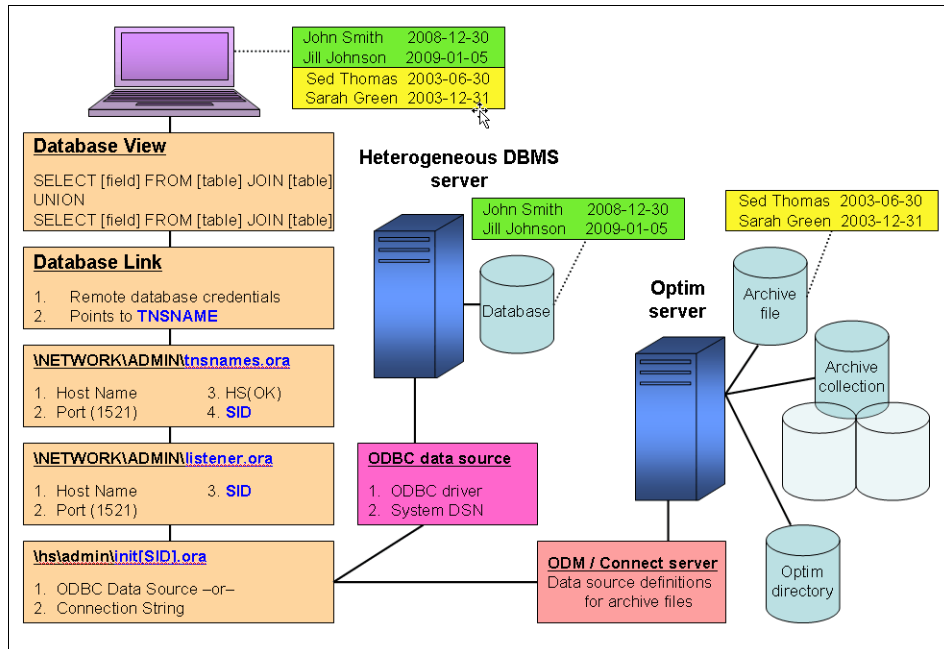 John Smith 2008-12-30
Jill Johnson 2009-01-05
Sed Thomas 2003-06-30
Sarah Green 2003-12-31
Database View
SELECT [field] FROM [table] JOIN [table]
UNION
SELECT [field] FROM [table] JOIN [table]
Database Link
1. Remote database credentials
2. Points to TNSNAME
\NETWORK\ADMIN\tnsnames.ora
1. Host Name 3. HS(OK)
2. Port (1521) 4. SID
\NETWORK\ADMIN\listener.ora
1. Host Name 3. SID
2. Port (1521)
\hs\admin\init[SID].ora
1. ODBC Data Source –or–
2. Connection String
Heterogeneous DBMS
server
John Smith 2008-12-30
Jill Johnson 2009-01-05
Database
ODBC data source
1. ODBC driver
2. System DSN
Optim
server
Sed Thomas 2003-06-30
Sarah Green 2003-12-31
Archive
file
Archive
collection
Optim
directory
ODM / Connect server
Data source definitions
for archive files